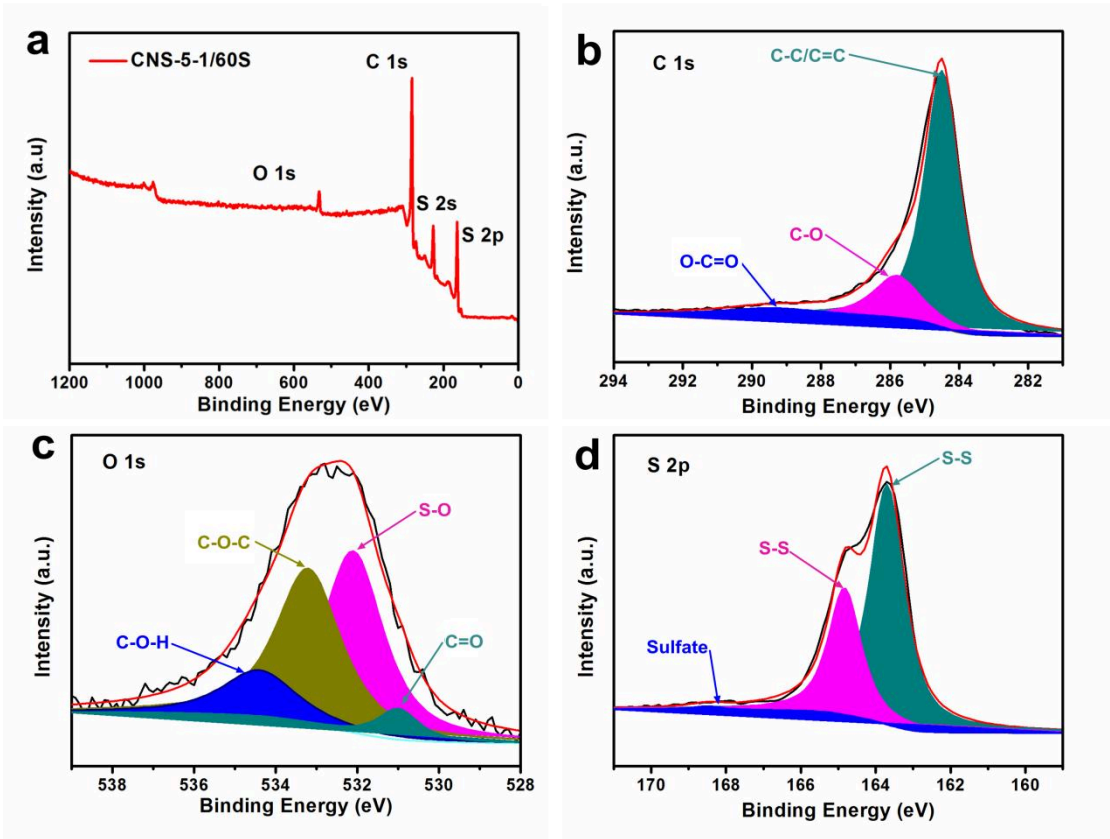 a
CNS-5-1/60S
C 1s
O 1s
S 2s
S 2p
Intensity (a.u)
1200 1000 800 600 400 200 0
Binding Energy (eV)
b
C 1s
C-C/C=C
C-O
O-C=O
Intensity (a.u.)
294 292 290 288 286 284 282
Binding Energy (eV)
c
O 1s
S-O
C-O-C
C-O-H
C=O
Intensity (a.u.)
538 536 534 532 530 528
Binding Energy (eV)
d
S 2p
S-S
S-S
Sulfate
Intensity (a.u.)
170 168 166 164 162 160
Binding Energy (eV)